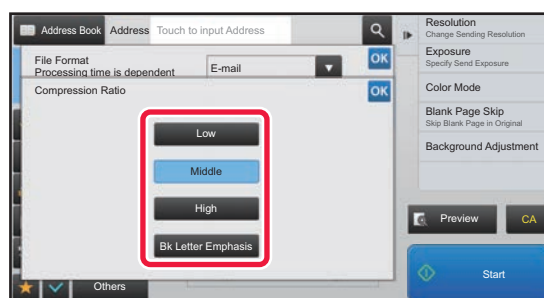 Address Book
Address
Touch to input Address
File Format
Processing time is dependent
E-mail
OK
Compression Ratio
OK
Low
Middle
High
Bk Letter Emphasis
Others
Resolution
Change Sending Resolution
Exposure
Specify Send Exposure
Color Mode
Blank Page Skip
Skip Blank Page in Original
Background Adjustment
Preview
CA
Start